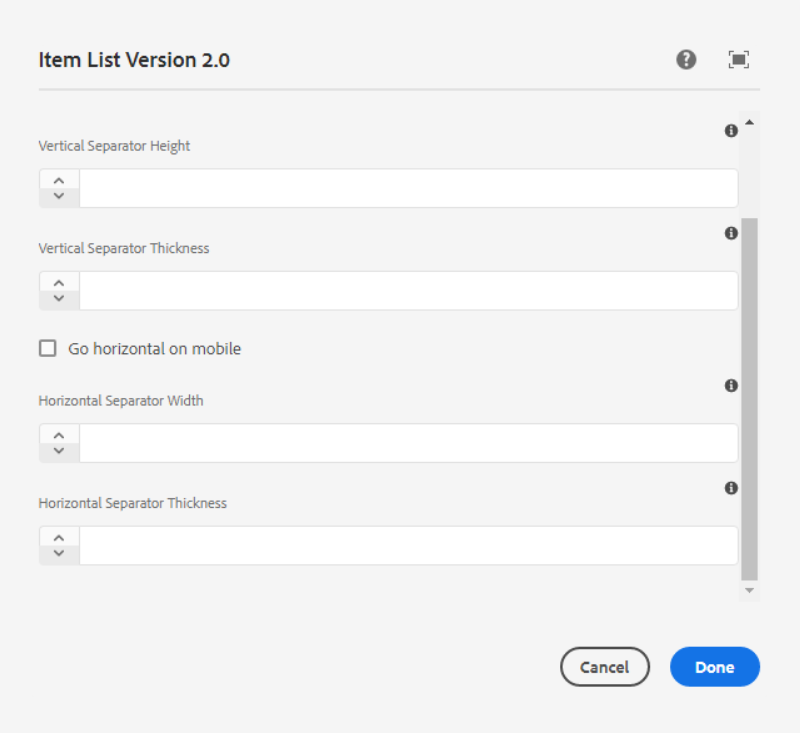 Item List Version 2.0
Vertical Separator Height
Vertical Separator Thickness
Go horizontal on mobile
Horizontal Separator Width
Horizontal Separator Thickness
Cancel
Done